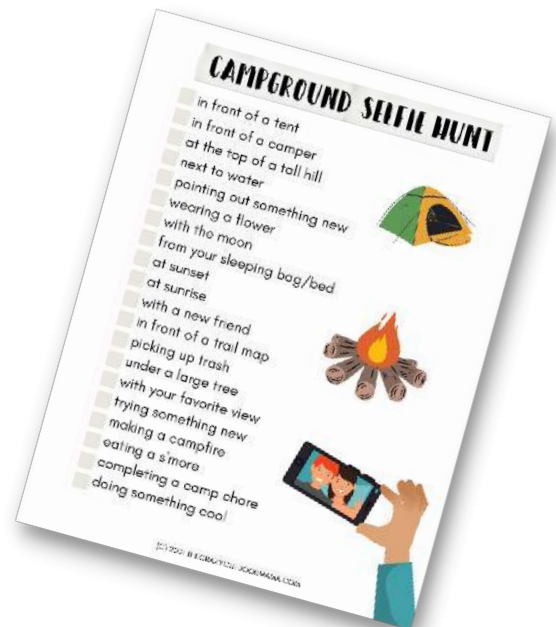 CAMPGROUND SELFIE HUNT
in front of a tent
in front of a camper
at the top of a tall hill
next to water
pointing out something new
wearing a flower
with the moon
from your sleeping bag/bed
at sunset
at sunrise
with a new friend
in front of a trail map
picking up trash
under a large tree
with your favorite view
trying something new
making a campfire
eating a s'more
completing a camp chore
doing something cool